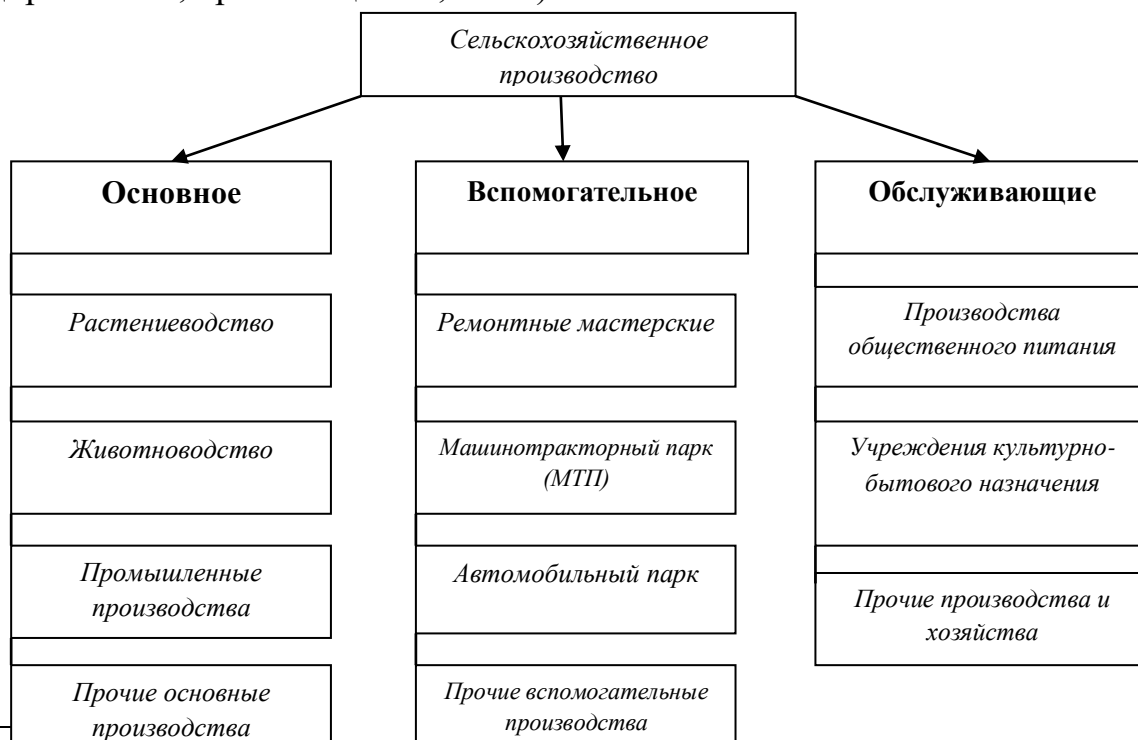 Сельскохозяйственное
производство
Основное
Вспомогательное
Обслуживающие
Растениеводство
Ремонтные мастерские
Производства
общественного питания
Животноводство
Машинотракторный парк
(МТП)
Учреждения культурно-
бытового назначения
Промышленные
производства
Автомобильный парк
Прочие производства и
хозяйства
Прочие основные
производства
Прочие вспомогательные
производства